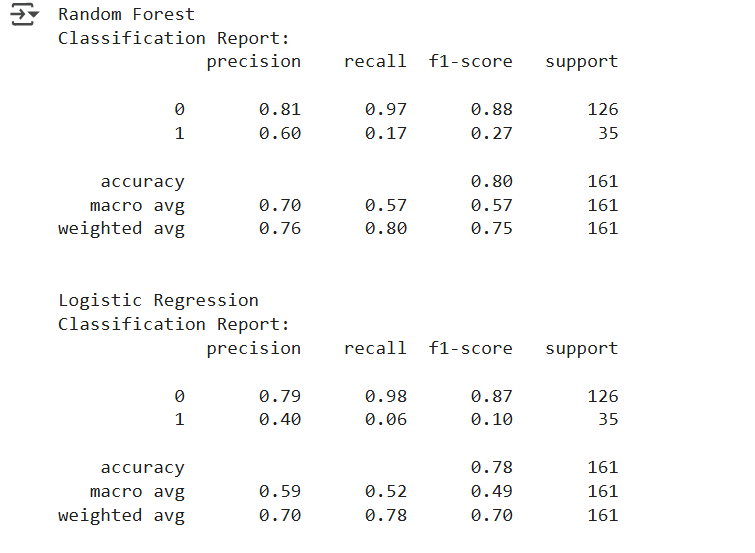 Random Forest
Classification Report:
precision recall f1-score support
0 0.81 0.97 0.88 126
1 0.60 0.17 0.27 35
accuracy 0.80 161
macro avg 0.70 0.57 0.57 161
weighted avg 0.76 0.80 0.75 161
Logistic Regression
Classification Report:
precision recall f1-score support
0 0.79 0.98 0.87 126
1 0.40 0.06 0.10 35
accuracy 0.78 161
macro avg 0.59 0.52 0.49 161
weighted avg 0.70 0.78 0.70 161